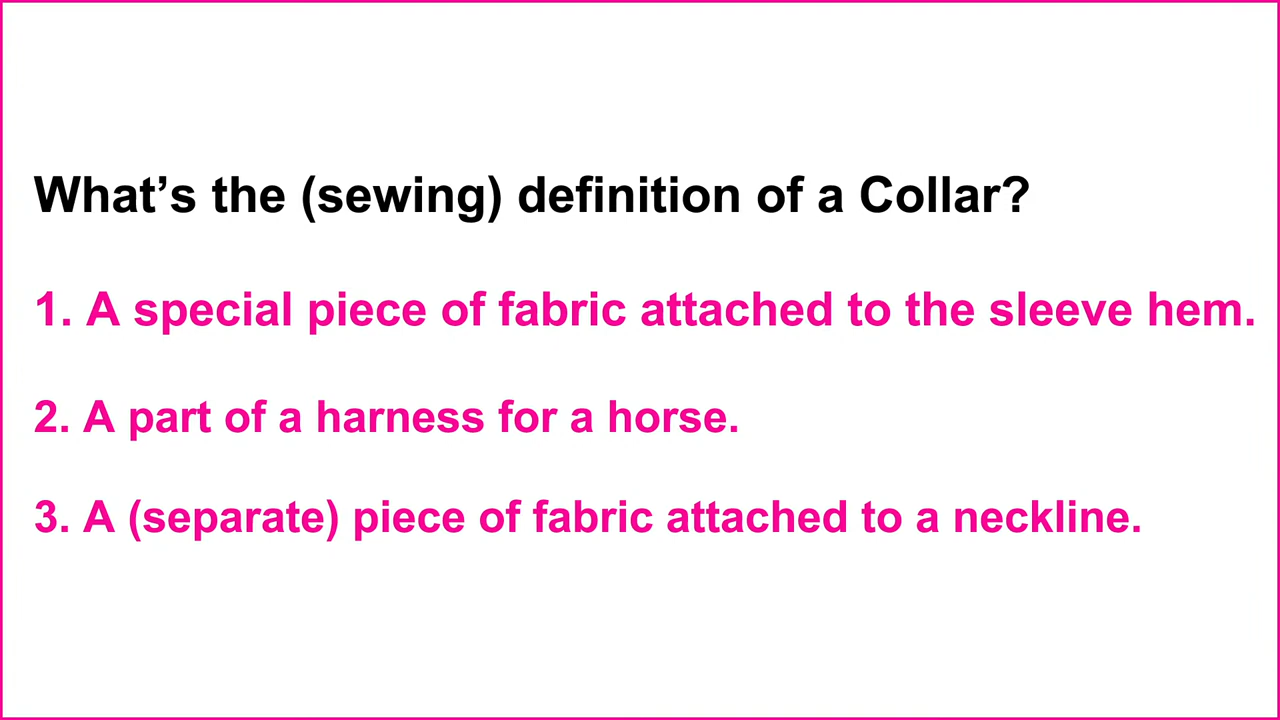 What’s the (sewing) definition of a Collar?
1. A special piece of fabric attached to the sleeve hem.
2. A part of a harness for a horse.
3. A (separate) piece of fabric attached to a neckline.